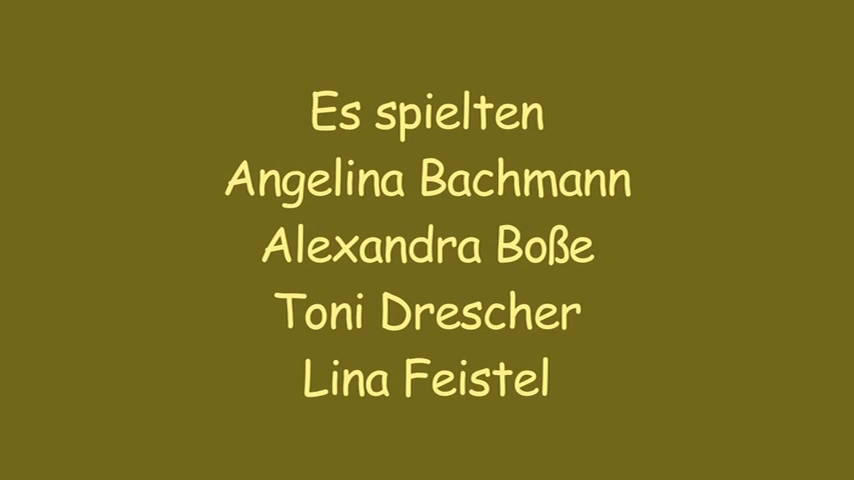 Es spielten
Angelina Bachmann
Alexandra Boße
Toni Drescher
Lina Feistel